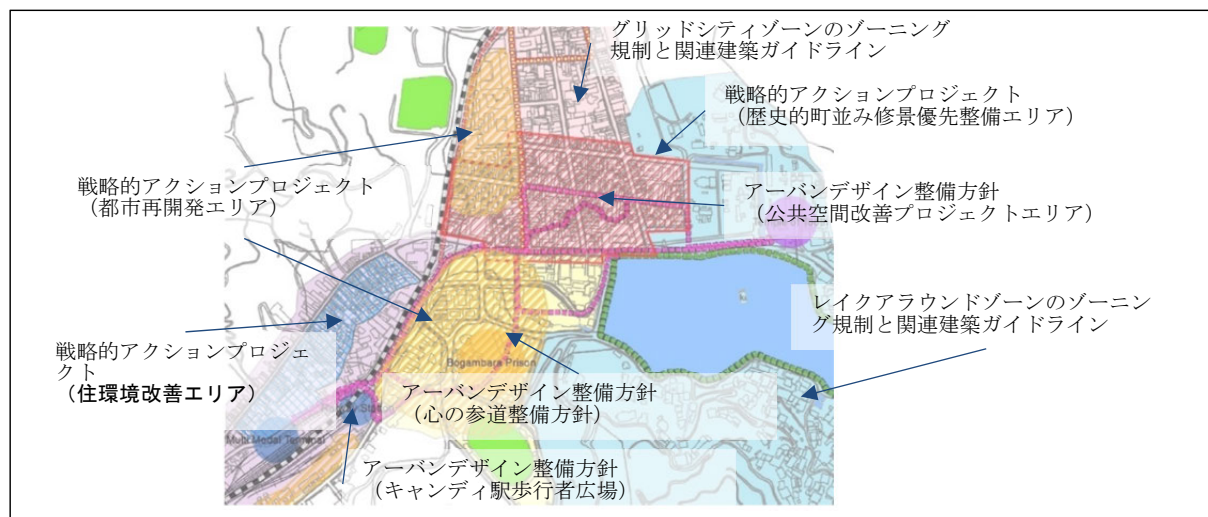 グリッドシティゾーンのゾーニング
規制と関連建築ガイドライン
戦略的アクションプロジェクト
（歴史的町並み修景優先整備エリア）
戦略的アクションプロジェクト
（都市再開発エリア）
アーバンデザイン整備方針
（公共空間改善プロジェクトエリア）
レイクアラウンドゾーンのゾーニン
グ規制と関連建築ガイドライン
戦略的アクションプロジェ
クト
（住環境改善エリア）
Bogambara Prison
アーバンデザイン整備方針
（心の参道整備方針）
Multi Modal Terminal
アーバンデザイン整備方針
（キャンディ駅歩行者広場）